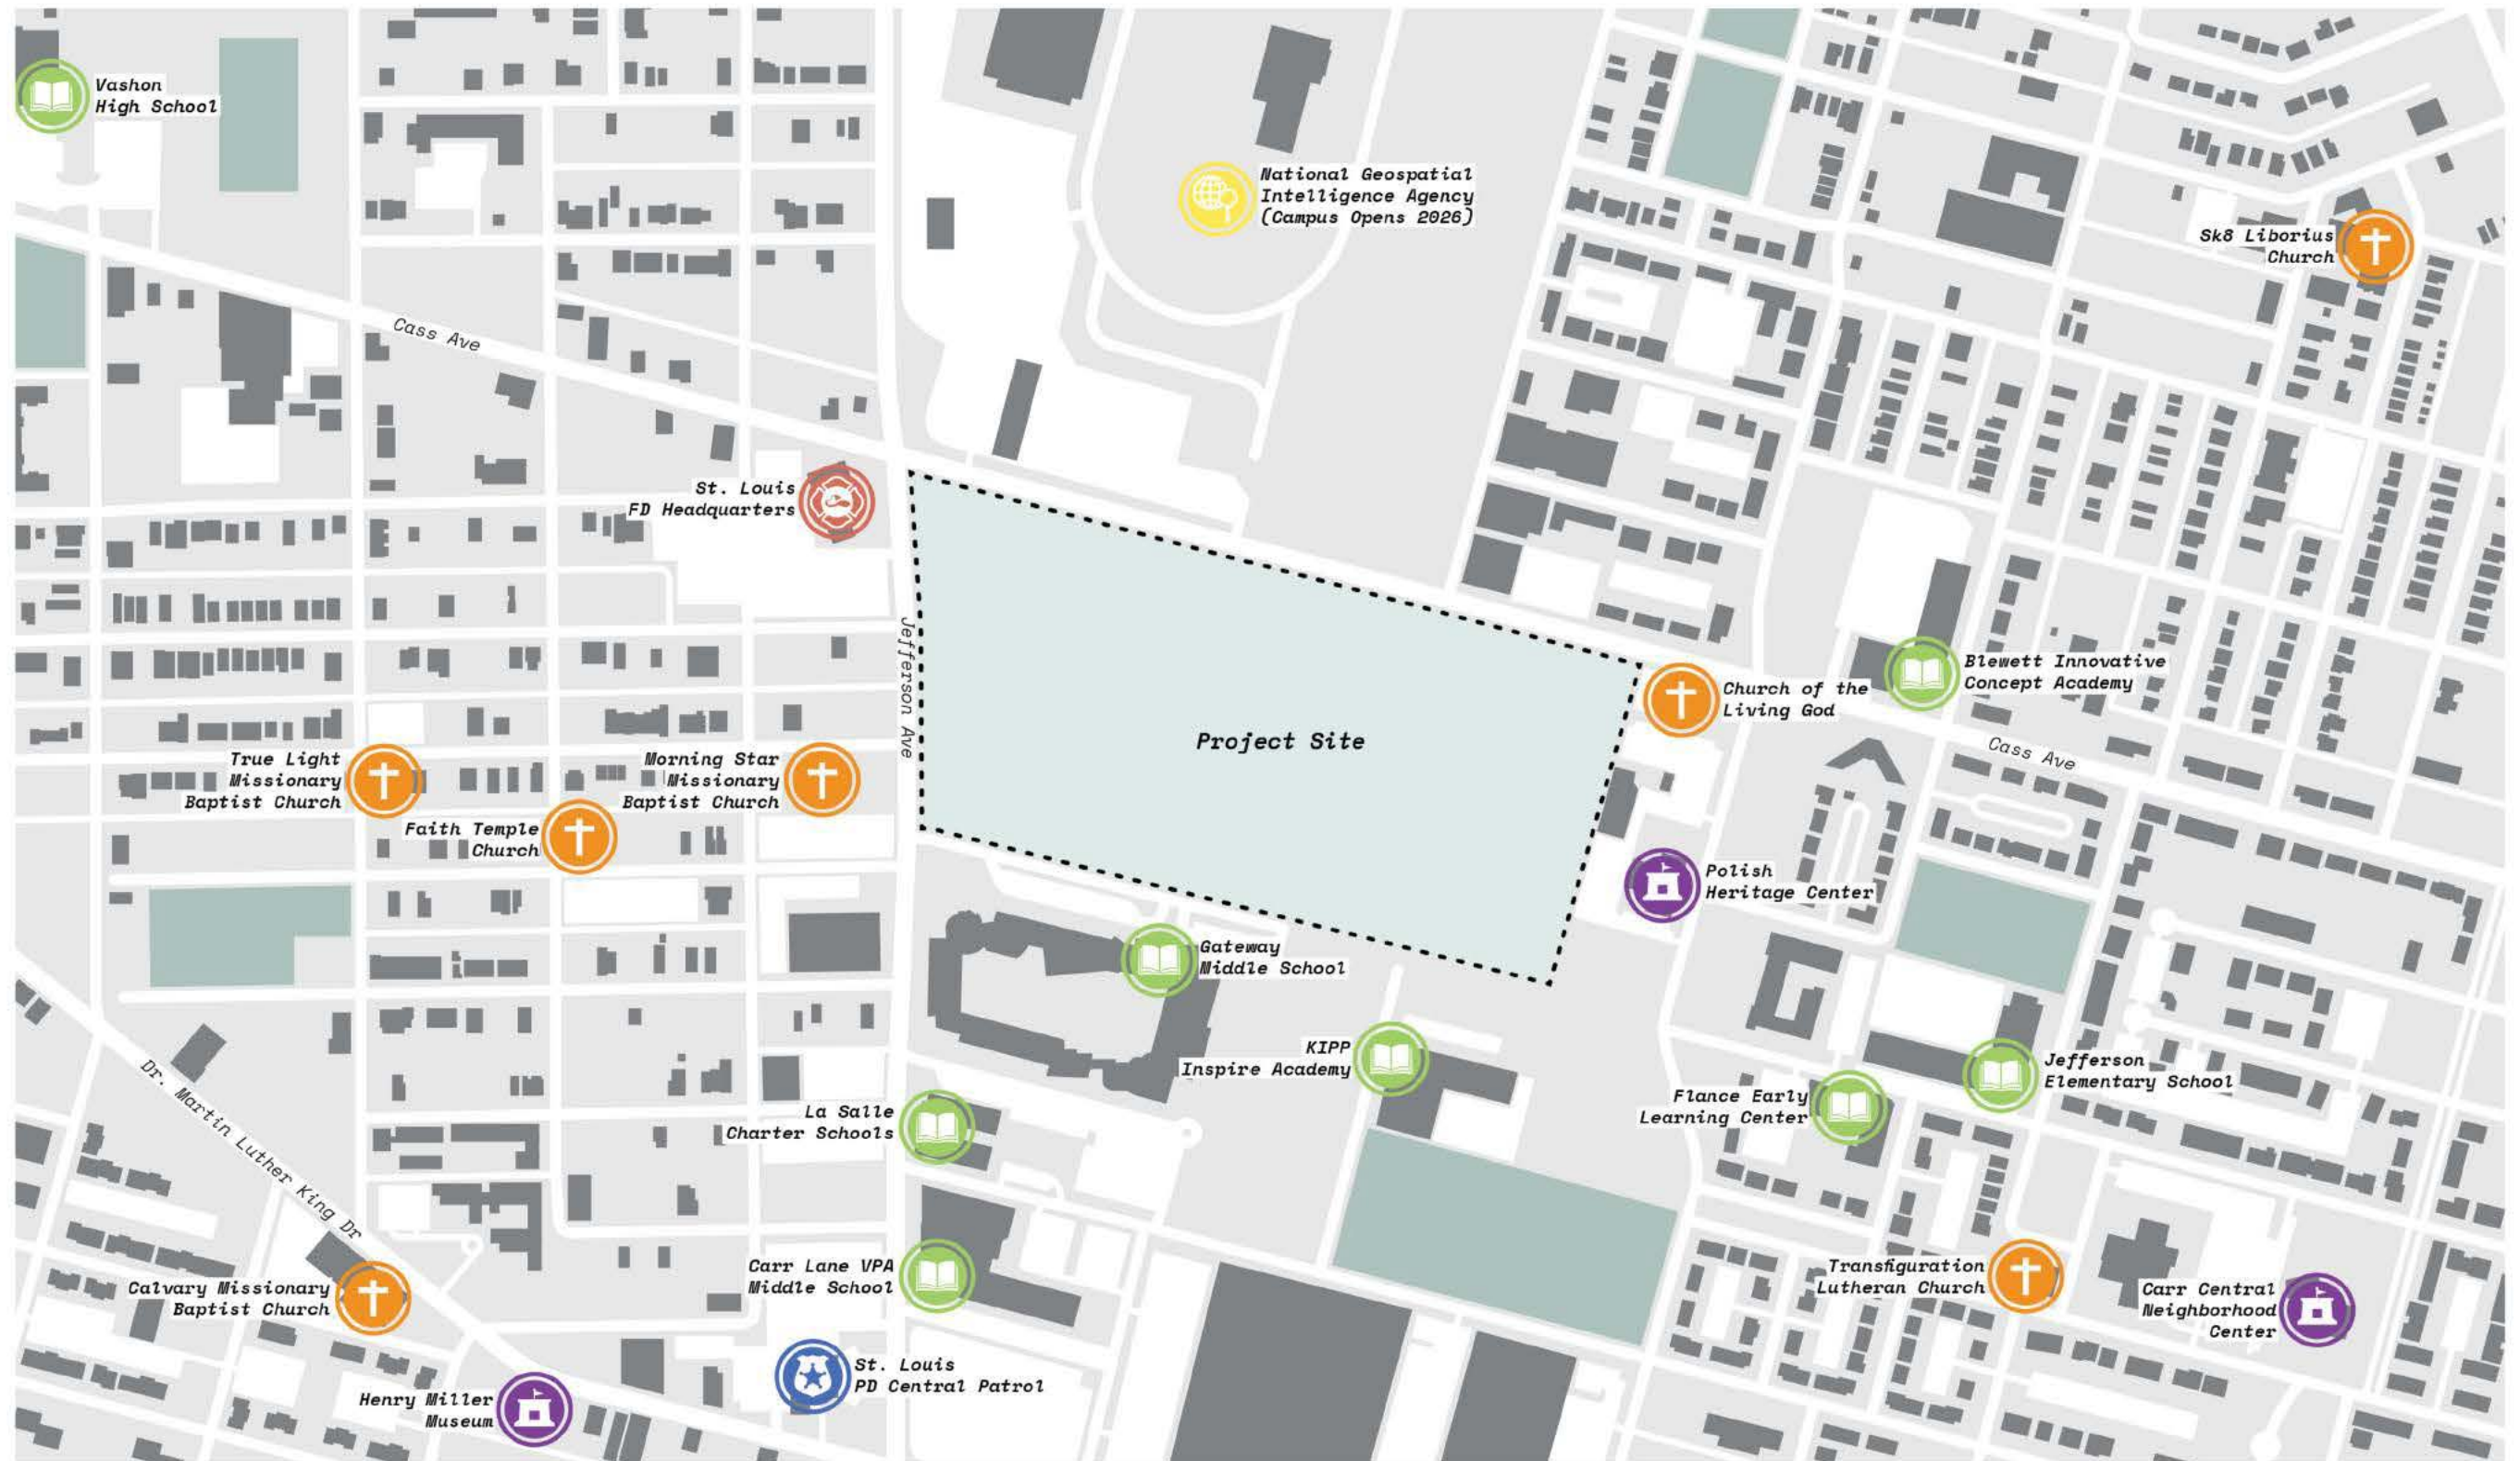 Vashon
High School
National Geospatial
Intelligence Agency
(Campus Opens 2026)
Sk8 Liborius
Church
Cass Ave
St. Louis
FD Headquarters
Jefferson Ave
Project Site
Church of the
Living God
Blewett Innovative
Concept Academy
Cass Ave
True Light
Missionary
Baptist Church
Morning Star
Missionary
Baptist Church
Faith Temple
Church
Polish
Heritage Center
Gateway
Middle School
KIPP
Inspire Academy
Jefferson
Elementary School
Flance Early
Learning Center
La Salle
Charter Schools
Dr. Martin Luther King Dr
Carr Lane VPA
Middle School
Transfiguration
Lutheran Church
Carr Central
Neighborhood
Center
Calvary Missionary
Baptist Church
St. Louis
PD Central Patrol
Henry Miller
Museum